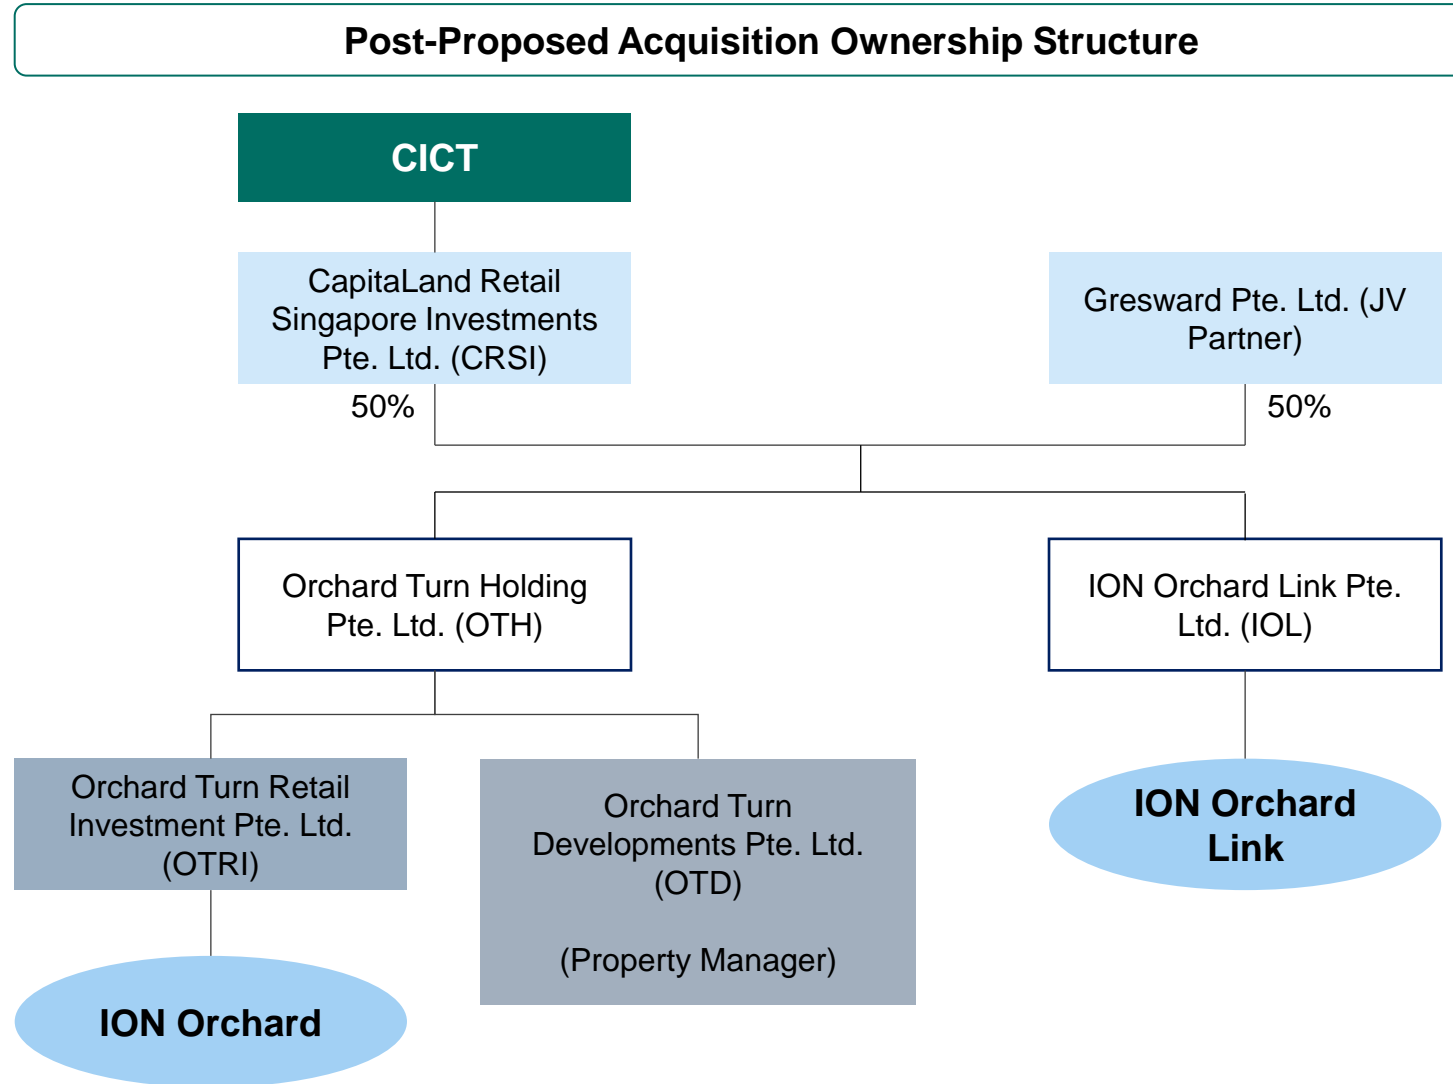 Post-Proposed Acquisition Ownership Structure
CICT
CapitaLand Retail
Singapore Investments
Pte. Ltd. (CRSI)
Gresward Pte. Ltd. (JV
Partner)
50%
50%
Orchard Turn Holding
Pte. Ltd. (OTH)
ION Orchard Link Pte.
Ltd. (IOL)
Orchard Turn Retail
Investment Pte. Ltd.
(OTRI)
Orchard Turn
Developments Pte. Ltd.
(OTD)
(Property Manager)
ION Orchard
Link
ION Orchard